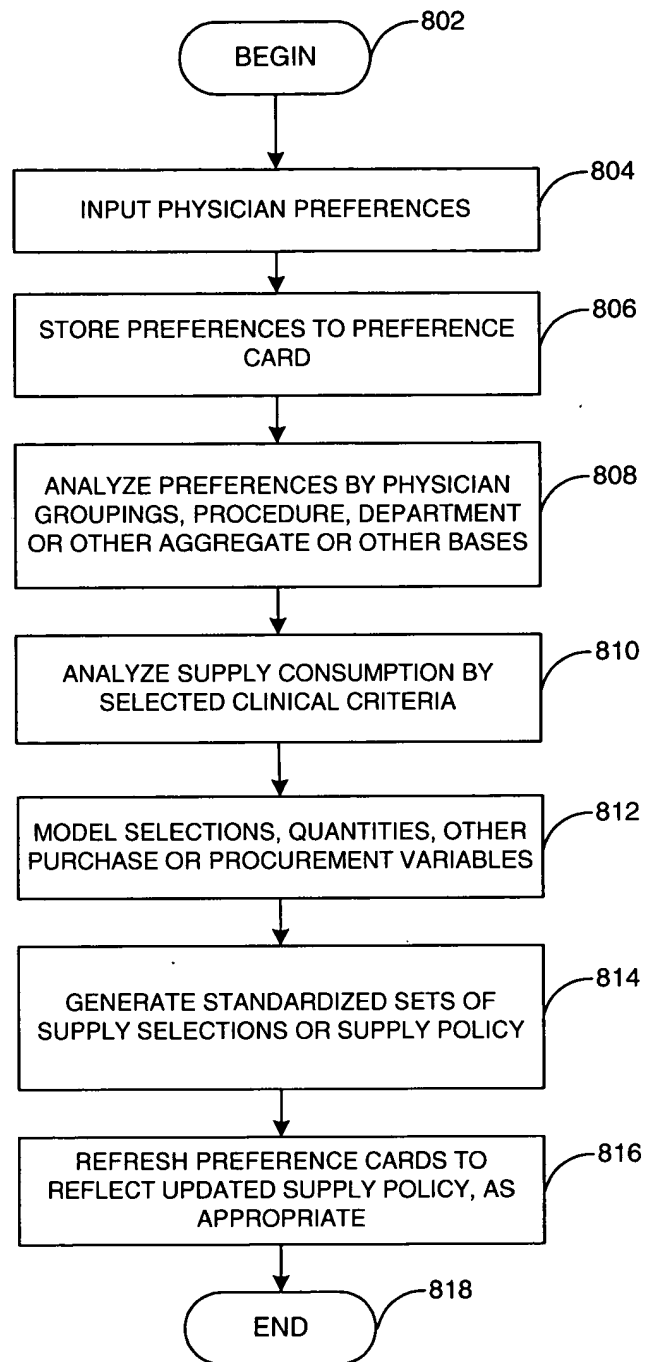 802
BEGIN
804
INPUT PHYSICIAN PREFERENCES
806
STORE PREFERENCES TO PREFERENCE
CARD
808
ANALYZE PREFERENCES BY PHYSICIAN
GROUPINGS, PROCEDURE, DEPARTMENT
OR OTHER AGGREGATE OR OTHER BASES
810
ANALYZE SUPPLY CONSUMPTION BY
SELECTED CLINICAL CRITERIA
812
MODEL SELECTIONS, QUANTITIES, OTHER
PURCHASE OR PROCUREMENT VARIABLES
814
GENERATE STANDARDIZED SETS OF
SUPPLY SELECTIONS OR SUPPLY POLICY
816
REFRESH PREFERENCE CARDS TO
REFLECT UPDATED SUPPLY POLICY, AS
APPROPRIATE
818
END